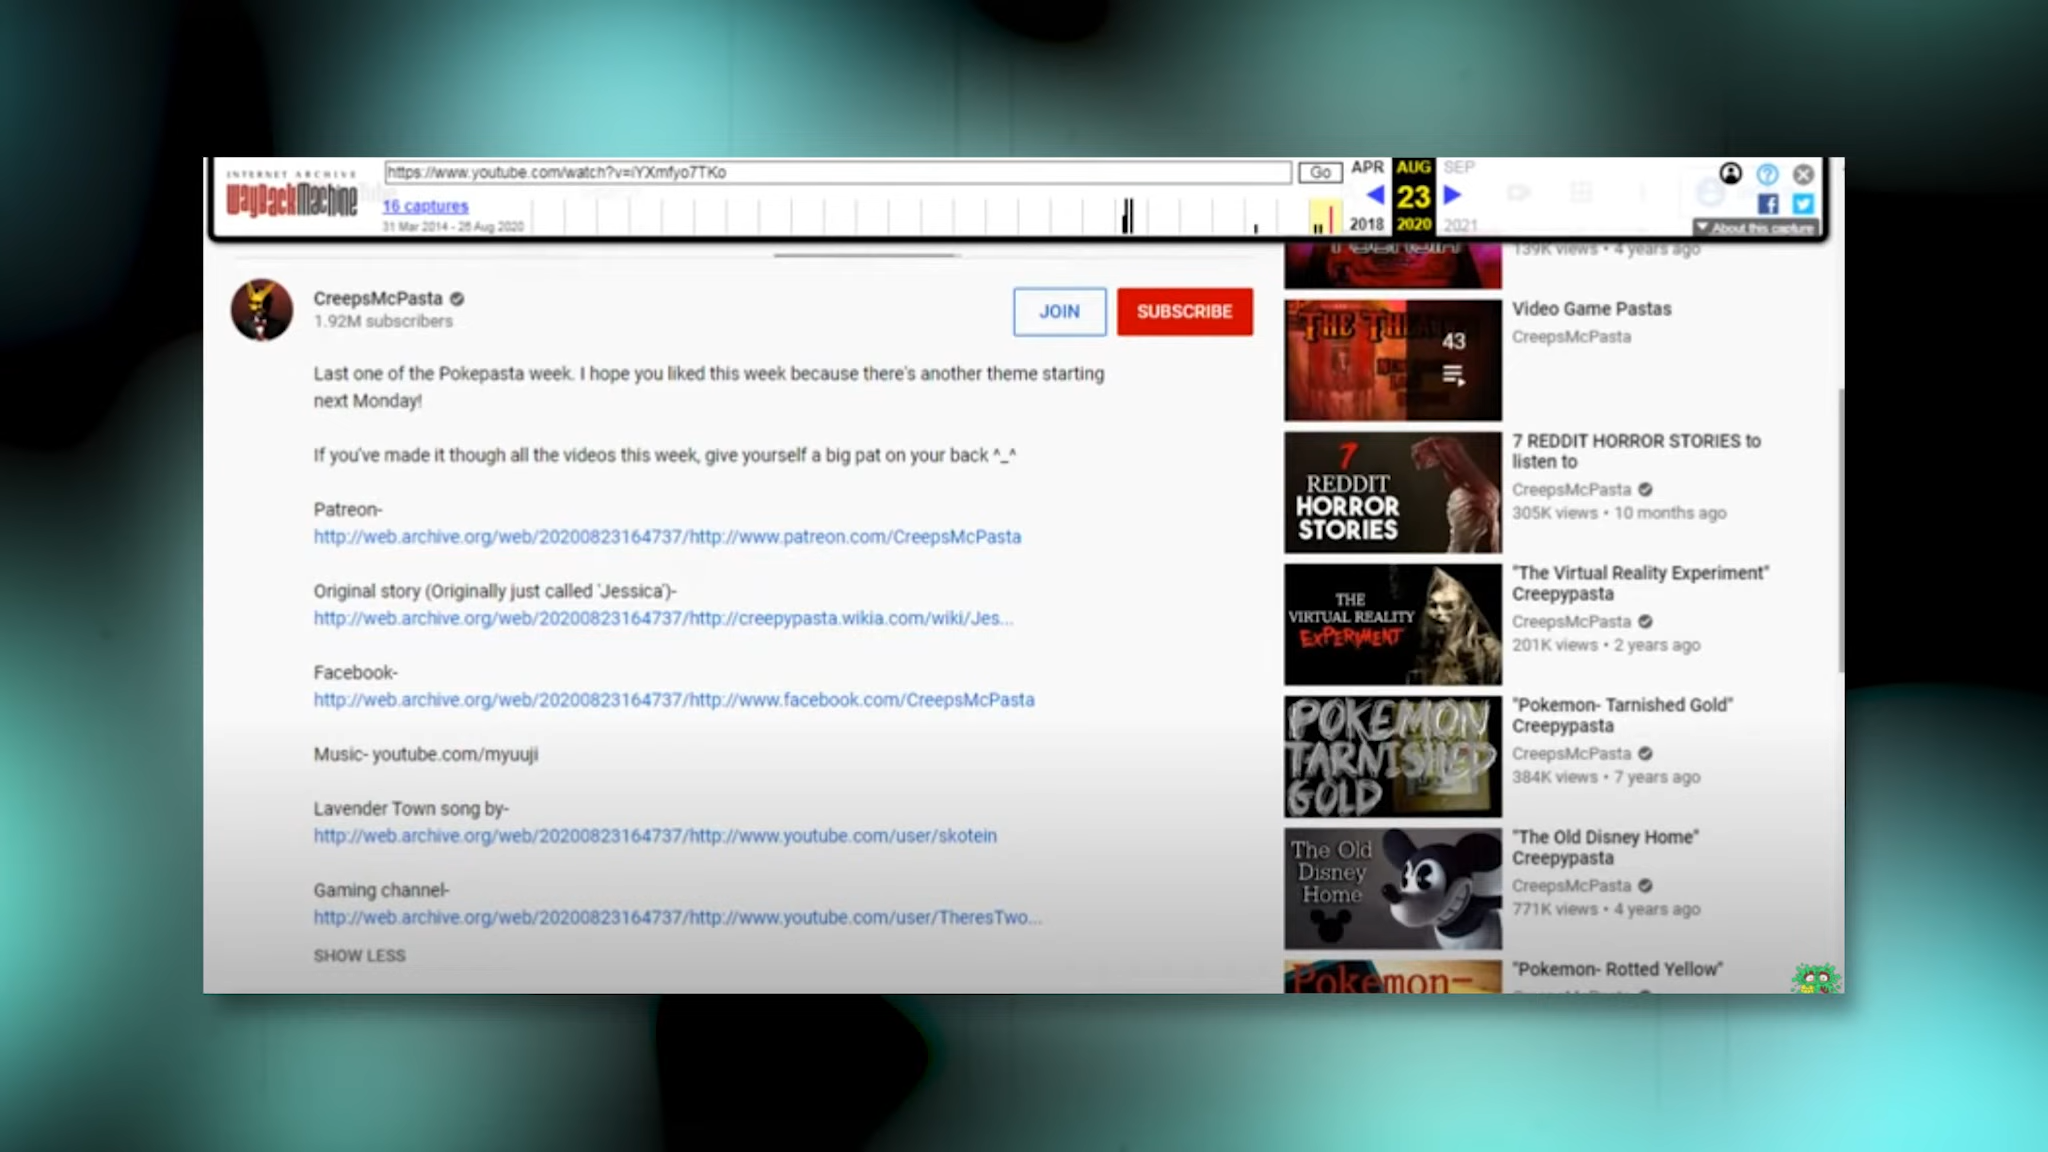 INTERNET ARCHIVE
WayBackMachine
https://www.youtube.com/watch?v=iYXmfyo7TKo
Go
APR
AUG
SEP
16 captures
23
31 Mar 2014 - 26 Aug 2020
2018
2020
2021
About this capture
CreepsMcPasta
1.92M subscribers
JOIN
SUBSCRIBE
Last one of the Pokepasta week. I hope you liked this week because there's another theme starting
next Monday!
If you've made it though all the videos this week, give yourself a big pat on your back ^_^
Patreon-
http://web.archive.org/web/20200823164737/http://www.patreon.com/CreepsMcPasta
Original story (Originally just called 'Jessica')-
http://web.archive.org/web/20200823164737/http://creepypasta.wikia.com/wiki/Jes...
Facebook-
http://web.archive.org/web/20200823164737/http://www.facebook.com/CreepsMcPasta
Music- youtube.com/myuuji
Lavender Town song by-
http://web.archive.org/web/20200823164737/http://www.youtube.com/user/skotein
Gaming channel-
http://web.archive.org/web/20200823164737/http://www.youtube.com/user/TheresTwo...
SHOW LESS
139K views • 4 years ago
THE
43
Video Game Pastas
CreepsMcPasta
7
REDDIT
HORROR
STORIES
7 REDDIT HORROR STORIES to
listen to
CreepsMcPasta
305K views • 10 months ago
THE
VIRTUAL REALITY
EXPERIMENT
"The Virtual Reality Experiment"
Creepypasta
CreepsMcPasta
201K views • 2 years ago
POKEMON
TARNISHED
GOLD
"Pokemon- Tarnished Gold"
Creepypasta
CreepsMcPasta
384K views • 7 years ago
The Old
Disney
Home
"The Old Disney Home"
Creepypasta
CreepsMcPasta
771K views • 4 years ago
Pokemon-
"Pokemon- Rotted Yellow"